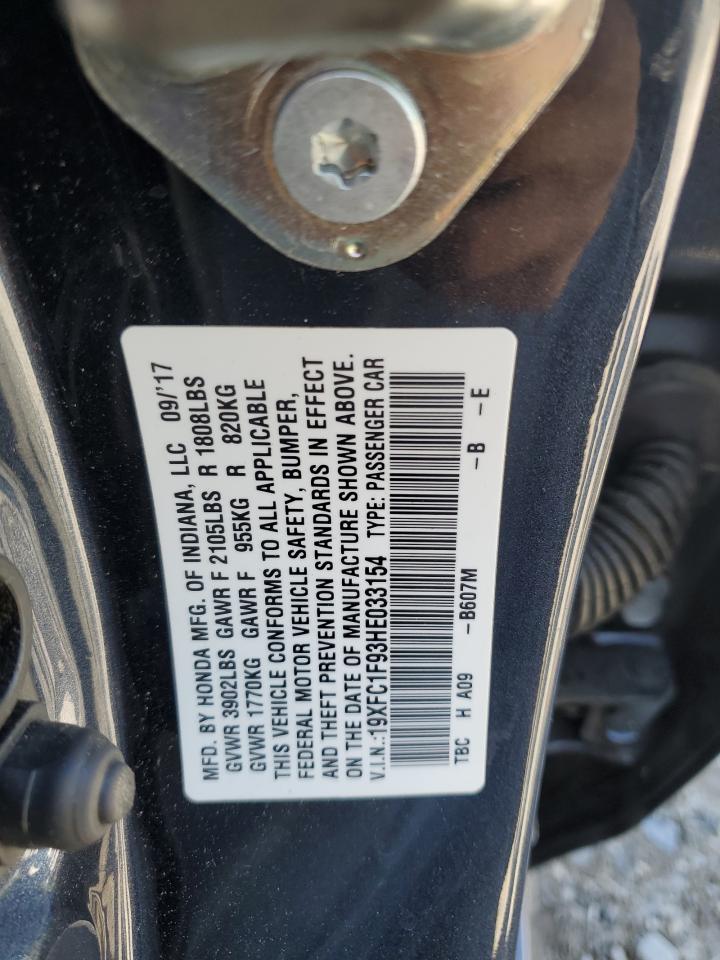 MFD. BY HONDA MFG. OF INDIANA, LLC 09/'17
GVWR 3902LBS GAWR F 2105LBS R 1808LBS
GVWR 1770KG GAWR F 955KG R 820KG
THIS VEHICLE CONFORMS TO ALL APPLICABLE
FEDERAL MOTOR VEHICLE SAFETY, BUMPER,
AND THEFT PREVENTION STANDARDS IN EFFECT
ON THE DATE OF MANUFACTURE SHOWN ABOVE.
V.I.N.:19XFC1F93HE033154 TYPE: PASSENGER CAR
TBC H A09 -B607M -B -E